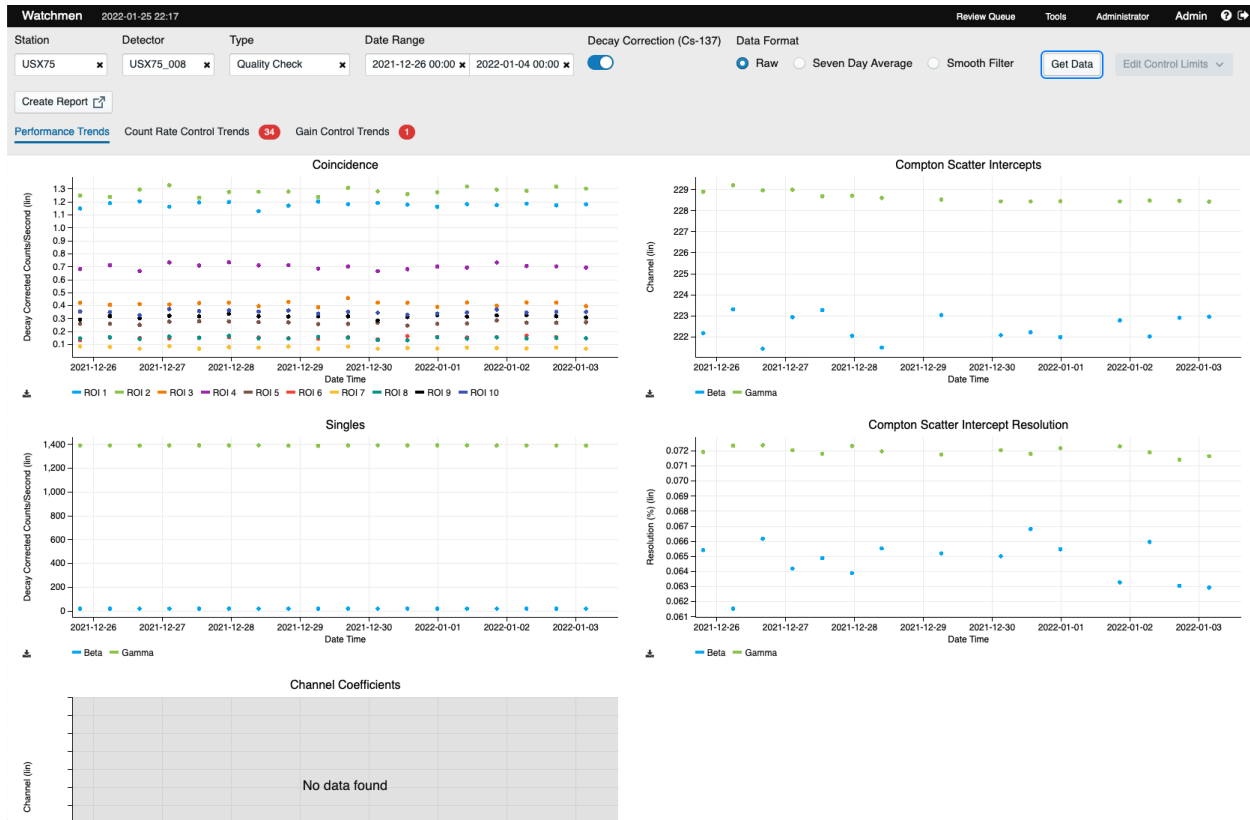 Watchmen 2022-01-25 22:17 Review Queue Tools Administrator Admin
Station Detector Type Date Range Decay Correction (Cs-137) Data Format
USX75 USX75_008 Quality Check 2021-12-26 00:00 2022-01-04 00:00 Raw Seven Day Average Smooth Filter Get Data Edit Control Limits
Create Report
Performance Trends Count Rate Control Trends 34 Gain Control Trends 1
Coincidence
Decay Corrected Counts/Second (lin)
1.3
1.2
1.1
1.0
0.9
0.8
0.7
0.6
0.5
0.4
0.3
0.2
0.1
2021-12-26 2021-12-27 2021-12-28 2021-12-29 2021-12-30 2022-01-01 2022-01-02 2022-01-03
Date Time
ROI 1 ROI 2 ROI 3 ROI 4 ROI 5 ROI 6 ROI 7 ROI 8 ROI 9 ROI 10
Compton Scatter Intercepts
Channel (lin)
229
228
227
226
225
224
223
222
2021-12-26 2021-12-27 2021-12-28 2021-12-29 2021-12-30 2022-01-01 2022-01-02 2022-01-03
Date Time
Beta Gamma
Singles
Decay Corrected Counts/Second (lin)
1,400
1,200
1,000
800
600
400
200
0
2021-12-26 2021-12-27 2021-12-28 2021-12-29 2021-12-30 2022-01-01 2022-01-02 2022-01-03
Date Time
Beta Gamma
Compton Scatter Intercept Resolution
Resolution (%) (lin)
0.072
0.071
0.070
0.069
0.068
0.067
0.066
0.065
0.064
0.063
0.062
0.061
2021-12-26 2021-12-27 2021-12-28 2021-12-29 2021-12-30 2022-01-01 2022-01-02 2022-01-03
Date Time
Beta Gamma
Channel Coefficients
Channel (lin)
No data found